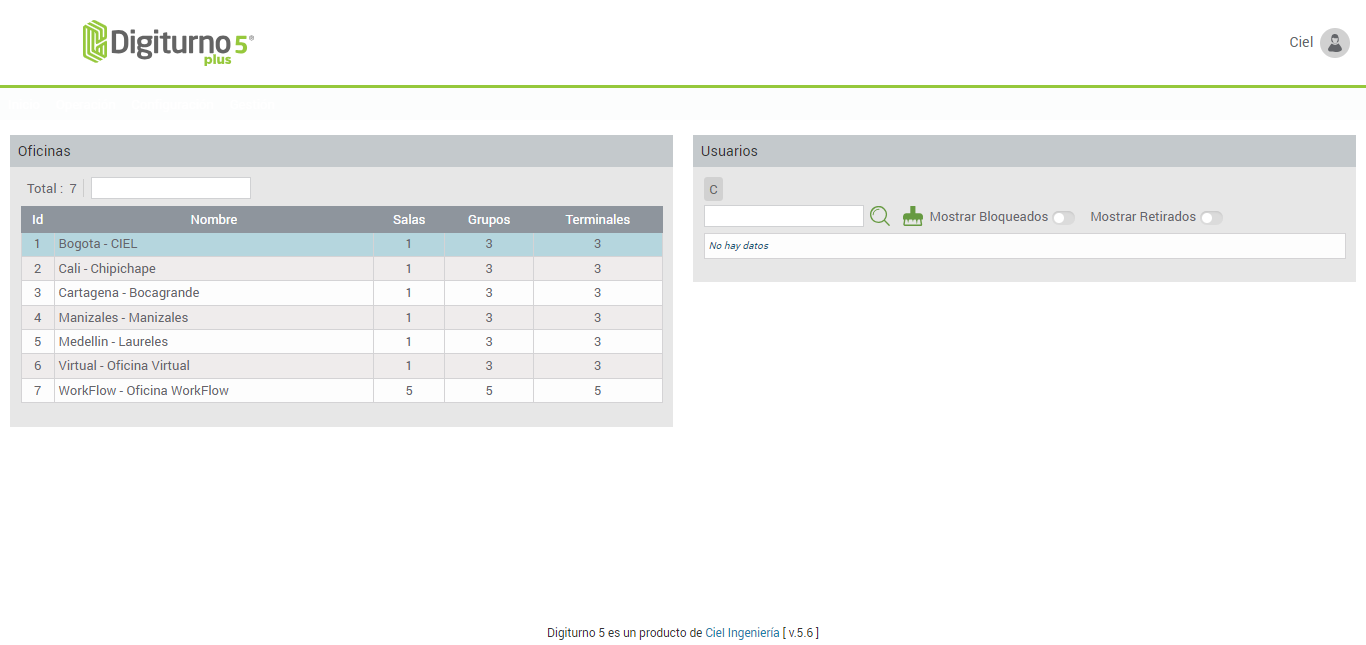 Digiturno 5®
plus
Ciel
Oficinas
Total : 7
Id Nombre Salas Grupos Terminales
1 Bogota - CIEL 1 3 3
2 Cali - Chipichape 1 3 3
3 Cartagena - Bocagrande 1 3 3
4 Manizales - Manizales 1 3 3
5 Medellin - Laureles 1 3 3
6 Virtual - Oficina Virtual 1 3 3
7 WorkFlow - Oficina WorkFlow 5 5 5
Usuarios
C
Mostrar Bloqueados Mostrar Retirados
No hay datos
Digiturno 5 es un producto de Ciel Ingeniería [ v.5.6 ]